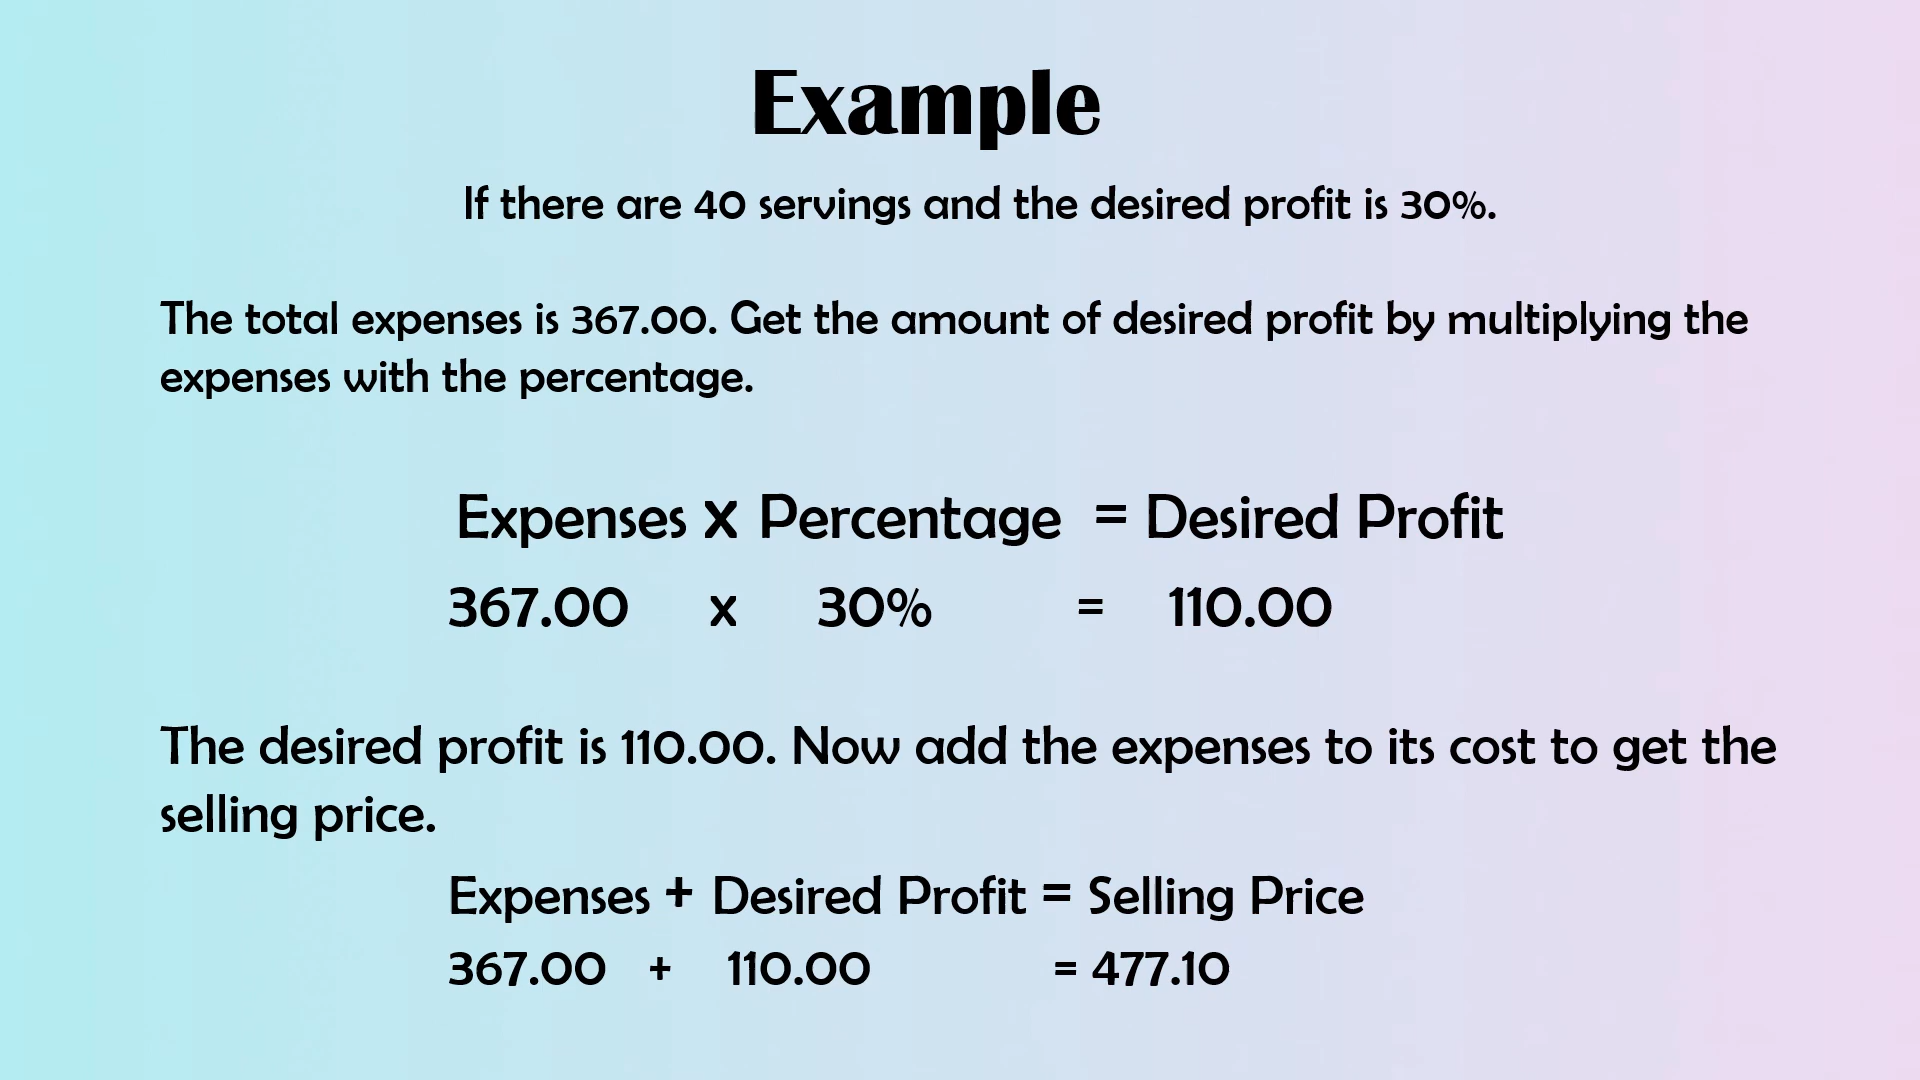 Example
If there are 40 servings and the desired profit is 30%.
The total expenses is 367.00. Get the amount of desired profit by multiplying the
expenses with the percentage.
Expenses x Percentage = Desired Profit
367.00 x 30% = 110.00
The desired profit is 110.00. Now add the expenses to its cost to get the
selling price.
Expenses + Desired Profit = Selling Price
367.00 + 110.00 = 477.10